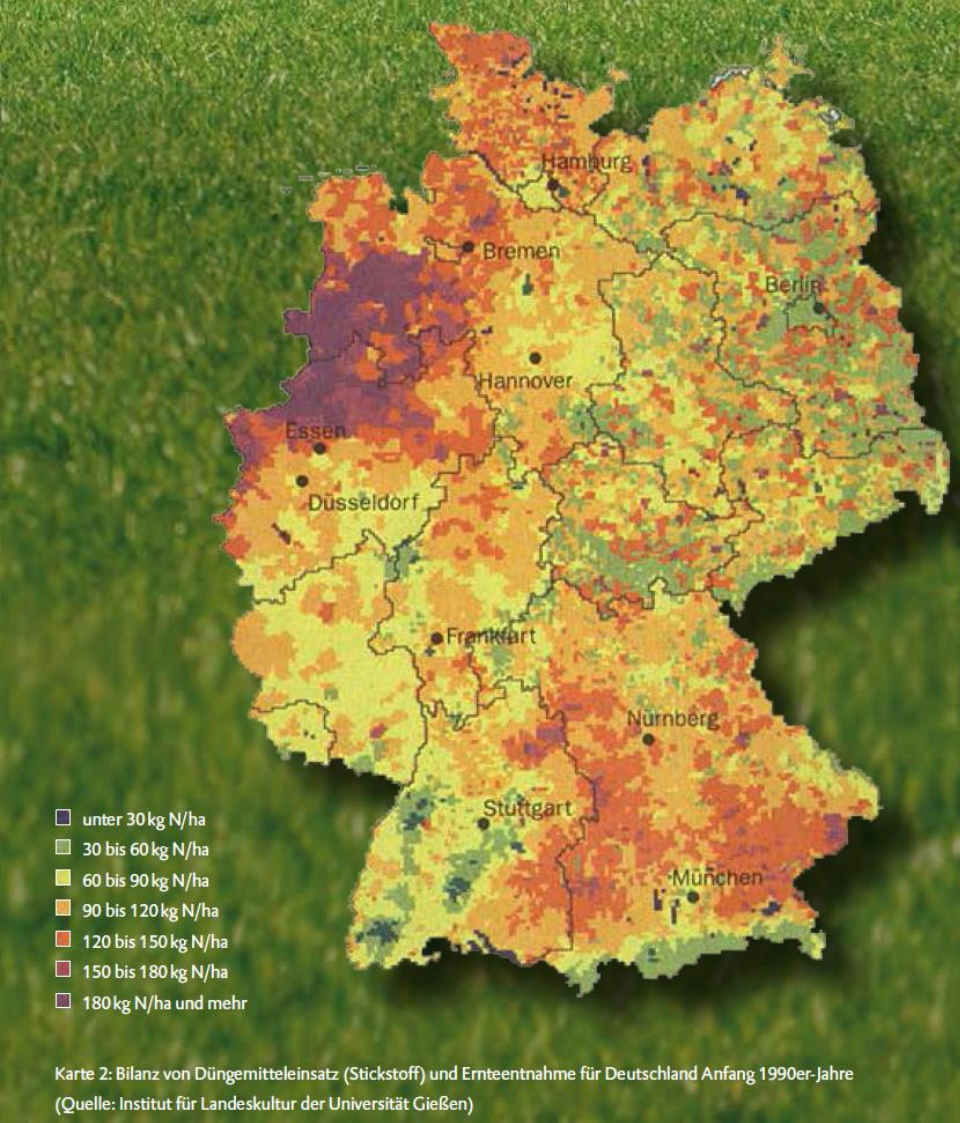 Hamburg
Bremen
Berlin
Hannover
Essen
Düsseldorf
Frankfurt
Nürnberg
Stuttgart
München
unter 30 kg N/ha
30 bis 60 kg N/ha
60 bis 90 kg N/ha
90 bis 120 kg N/ha
120 bis 150 kg N/ha
150 bis 180 kg N/ha
180 kg N/ha und mehr
Karte 2: Bilanz von Düngemitteleinsatz (Stickstoff) und Ernteentnahme für Deutschland Anfang 1990er-Jahre
(Quelle: Institut für Landeskultur der Universität Gießen)